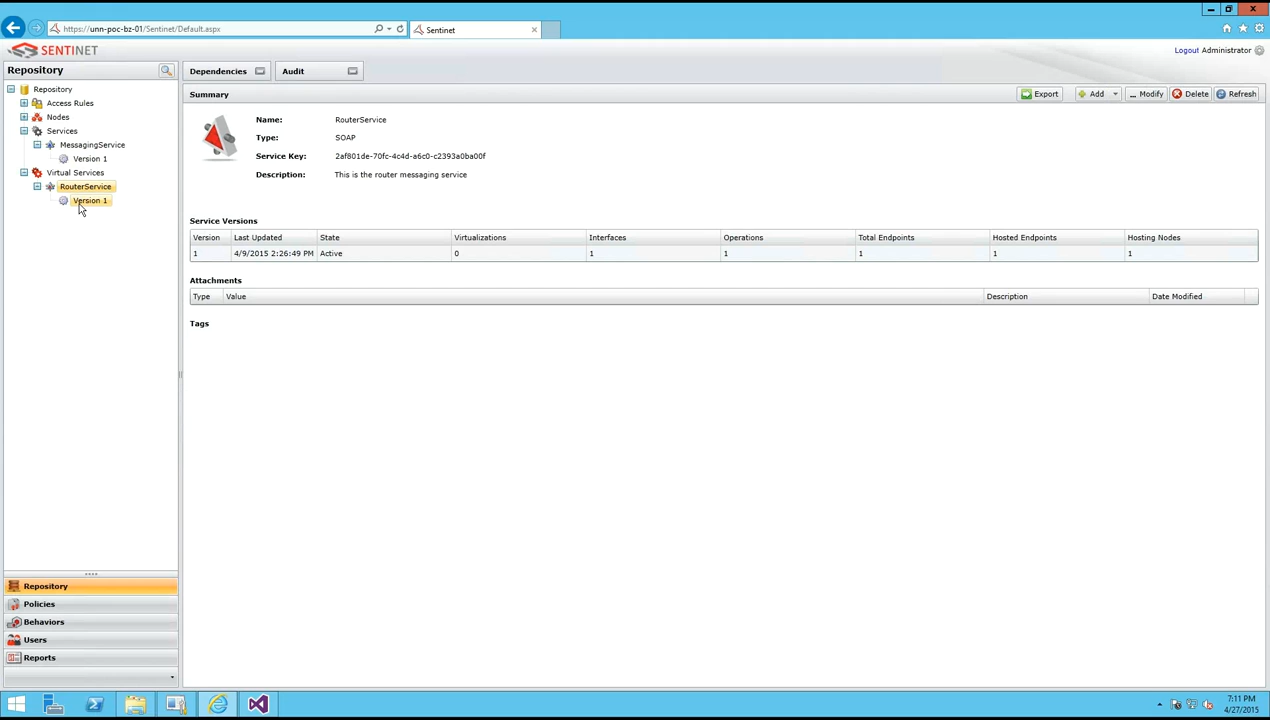 https://unn-poc-bz-01/Sentinet/Default.aspx
Sentinet
SENTINET
Logout Administrator
Repository
Dependencies
Audit
Repository
Access Rules
Nodes
Services
MessagingService
Version 1
Virtual Services
RouterService
Version 1
Summary
Export
Add
Modify
Delete
Refresh
Name: RouterService
Type: SOAP
Service Key: 2af801de-70fc-4c4d-a6c0-c2393a0ba00f
Description: This is the router messaging service
Service Versions
Version Last Updated State Virtualizations Interfaces Operations Total Endpoints Hosted Endpoints Hosting Nodes
1 4/9/2015 2:26:49 PM Active 0 1 1 1 1 1
Attachments
Type Value Description Date Modified
Tags
Repository
Policies
Behaviors
Users
Reports
7:11 PM
4/27/2015